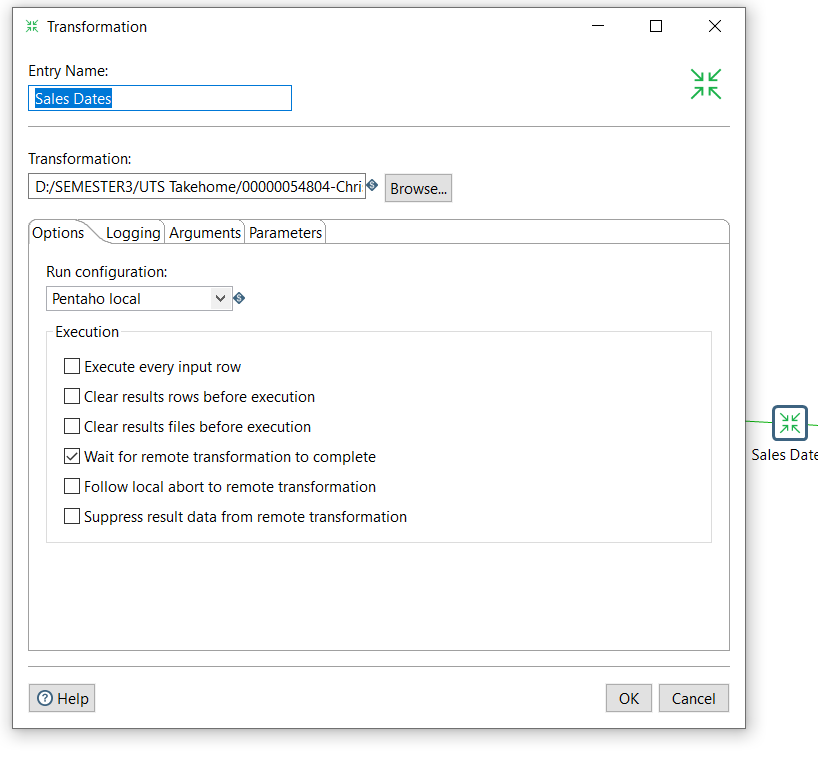 Transformation
Entry Name:
Sales Dates
Transformation:
D:/SEMESTER3/UTS Takehome/00000054804-Chri
Browse...
Options Logging Arguments Parameters
Run configuration:
Pentaho local
Execution
Execute every input row
Clear results rows before execution
Clear results files before execution
Wait for remote transformation to complete
Follow local abort to remote transformation
Suppress result data from remote transformation
Sales Date
Help OK Cancel